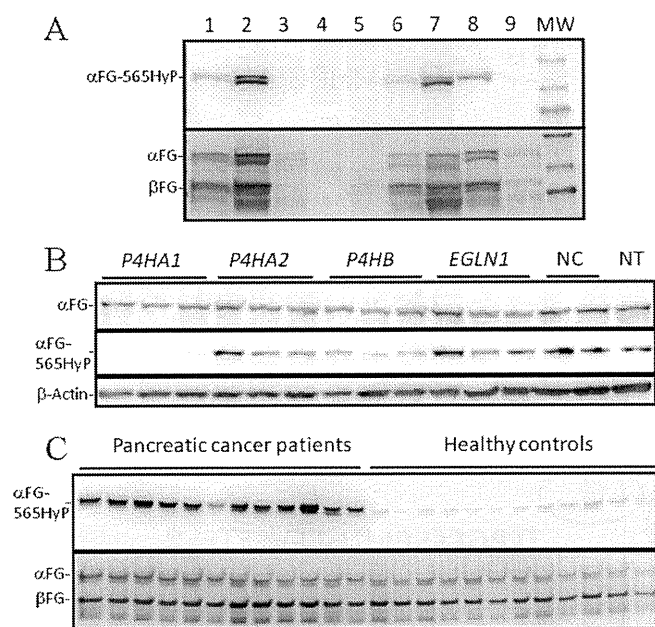 A
1 2 3 4 5 6 7 8 9 MW
αFG-565HyP-
αFG-
βFG-
B
P4HA1 P4HA2 P4HB EGLN1 NC NT
αFG-
αFG-
565HyP
β-Actin-
C
Pancreatic cancer patients Healthy controls
αFG-
565HyP
αFG-
βFG-